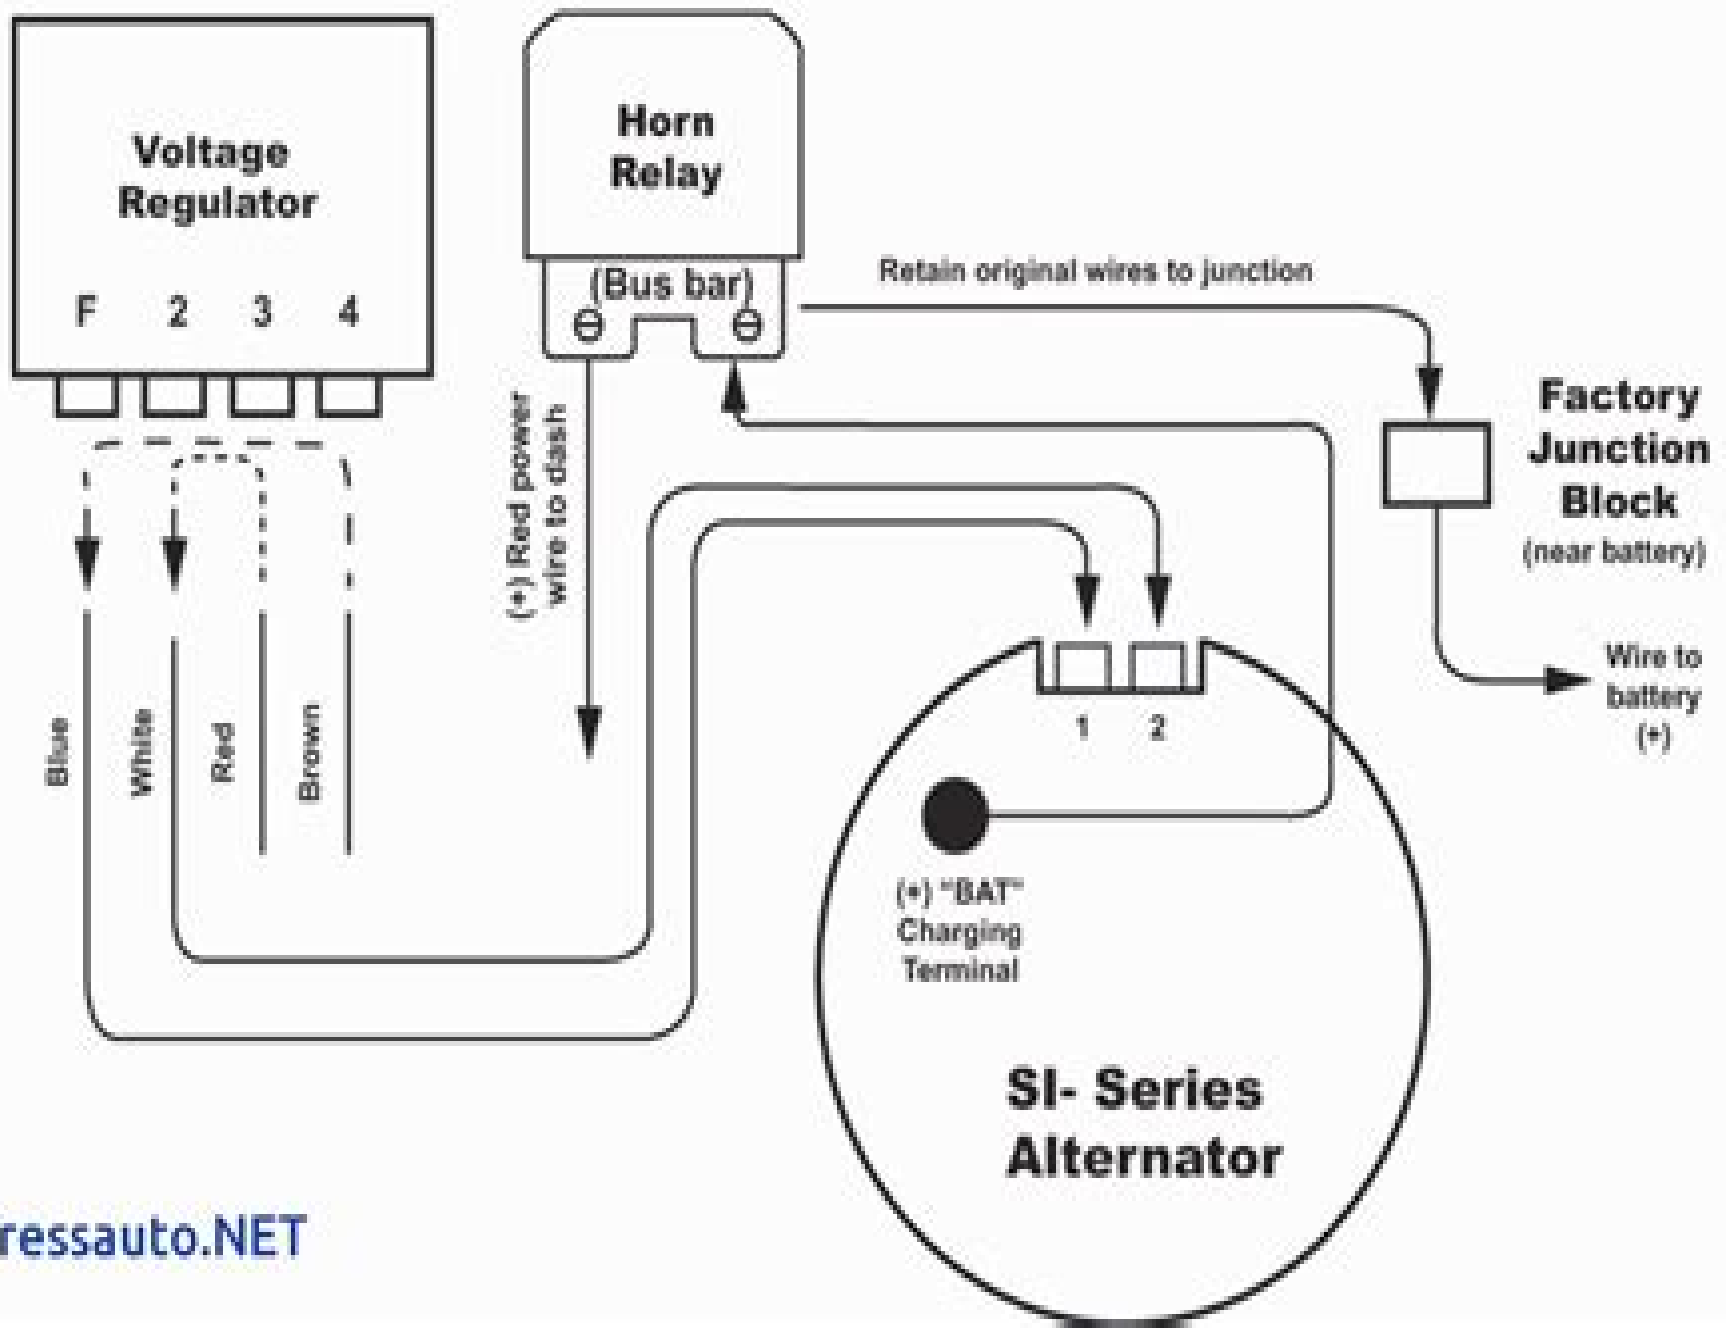 Voltage
Regulator
F 2 3 4
Horn
Relay
(Bus bar)
Retain original wires to junction
Factory
Junction
Block
(near battery)
Wire to
battery
(+)
(+) Red power
wire to dash
Blue
White
Red
Brown
1 2
(+) "BAT"
Charging
Terminal
SI- Series
Alternator
ressauto.NET